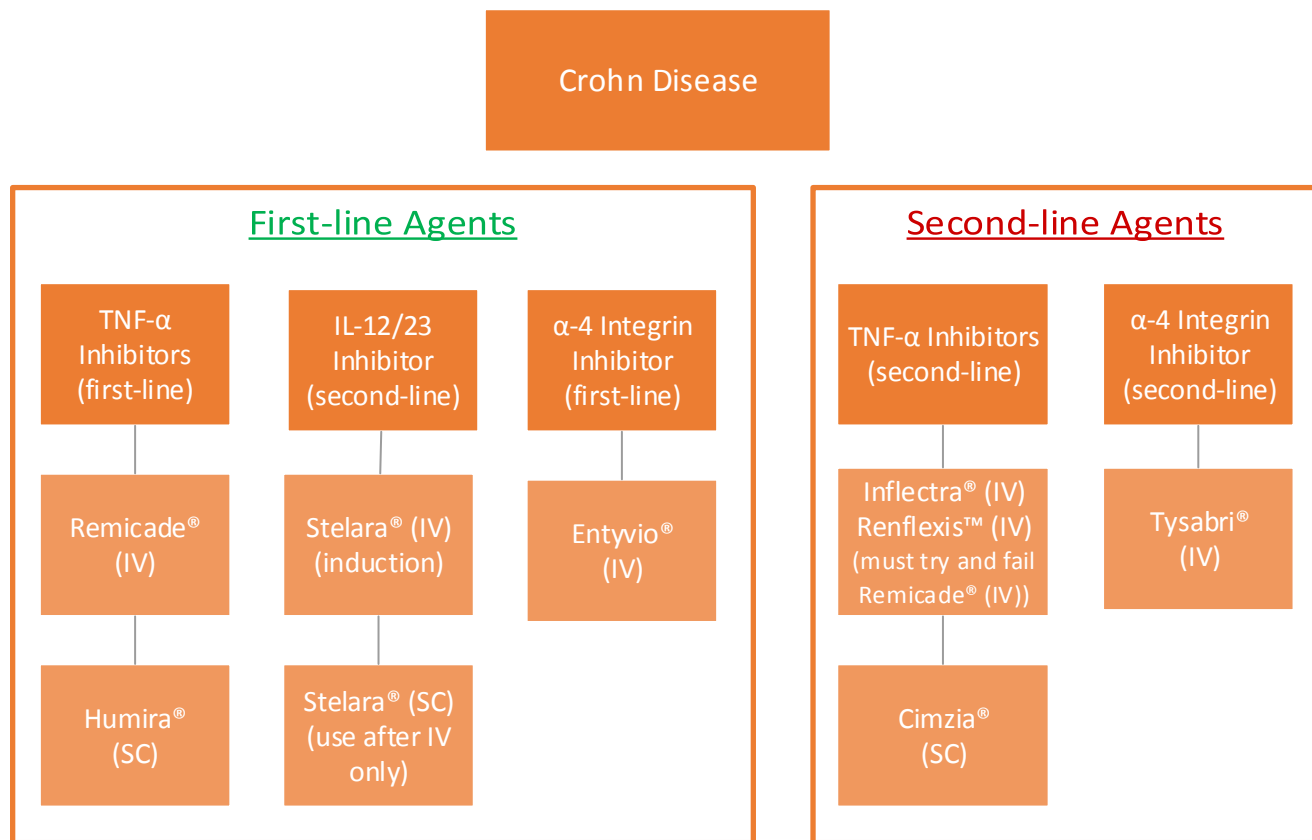 Crohn Disease
First-line Agents
TNF-α
Inhibitors
(first-line)
Remicade®
(IV)
Humira®
(SC)
IL-12/23
Inhibitor
(second-line)
Stelara® (IV)
(induction)
Stelara® (SC)
(use after IV
only)
α-4 Integrin
Inhibitor
(first-line)
Entyvio®
(IV)
Second-line Agents
TNF-α Inhibitors
(second-line)
Inflectra® (IV)
Renflexis™ (IV)
(must try and fail
Remicade® (IV))
Cimzia®
(SC)
α-4 Integrin
Inhibitor
(second-line)
Tysabri®
(IV)